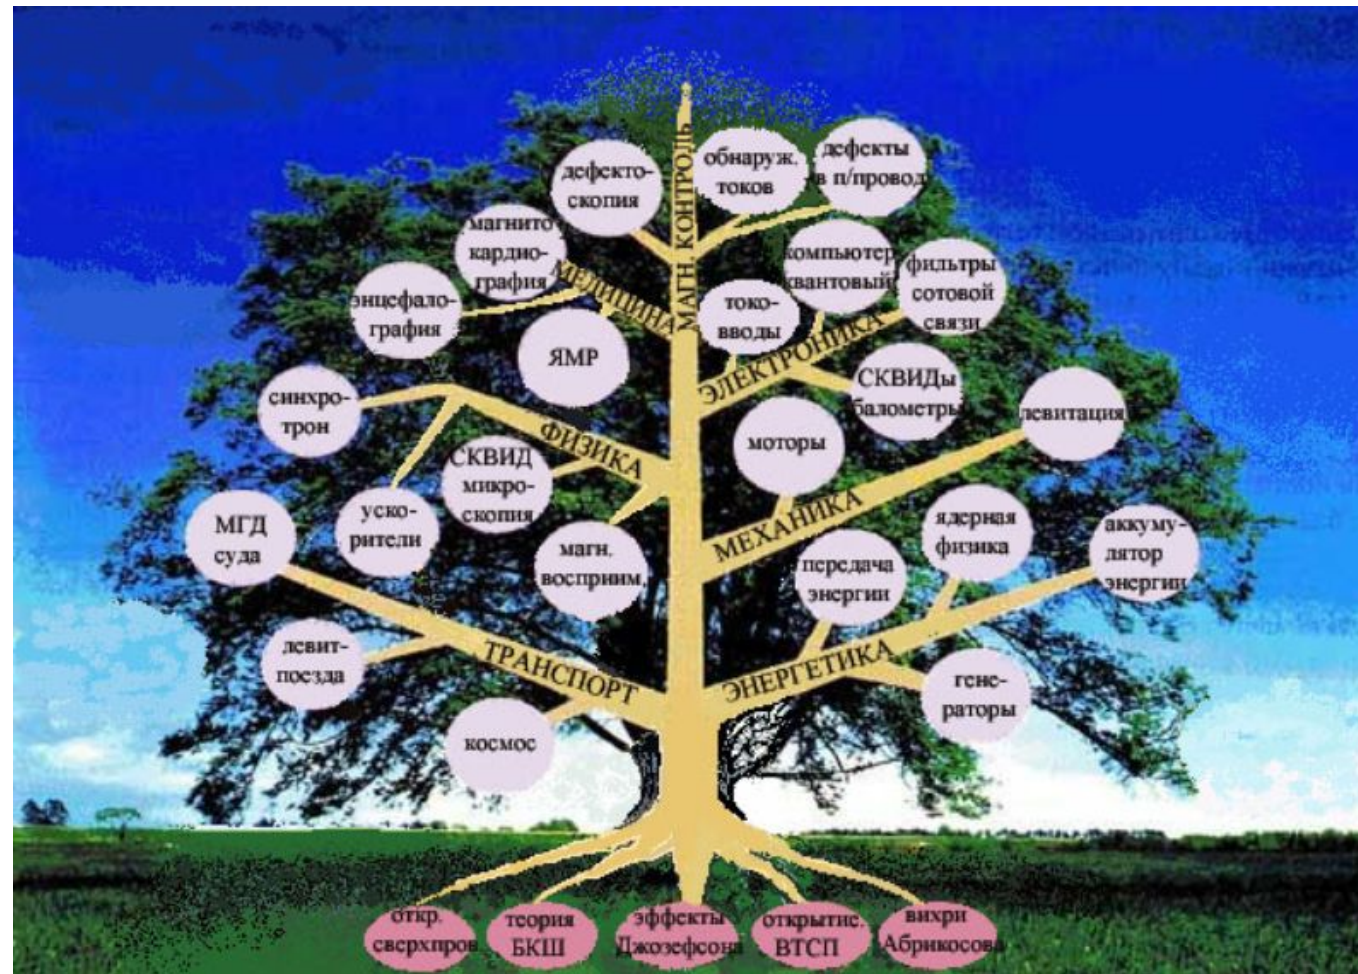 МАГН. КОНТРОЛЬ
дефекто-
скопия
обнаруж.
токов
дефекты
в п/провод
магнито
кардио-
графия
МЕДИЦИНА
энцефало-
графия
ЯМР
компьютер
квантовый
фильтры
сотовой
связи
токо-
вводы
ЭЛЕКТРОНИКА
СКВИДы
балометры
синхро-
трон
ФИЗИКА
СКВИД
микро-
скопия
уско-
рители
магн.
восприим.
моторы
левитация
МЕХАНИКА
МГД
суда
левит-
поезда
ТРАНСПОРТ
космос
передача
энергии
ядерная
физика
аккуму-
лятор
энергии
ЭНЕРГЕТИКА
гене-
раторы
откр.
сверхпров
теория
БКШ
эффекты
Джозефсона
открытие.
ВТСП
вихри
Абрикосова